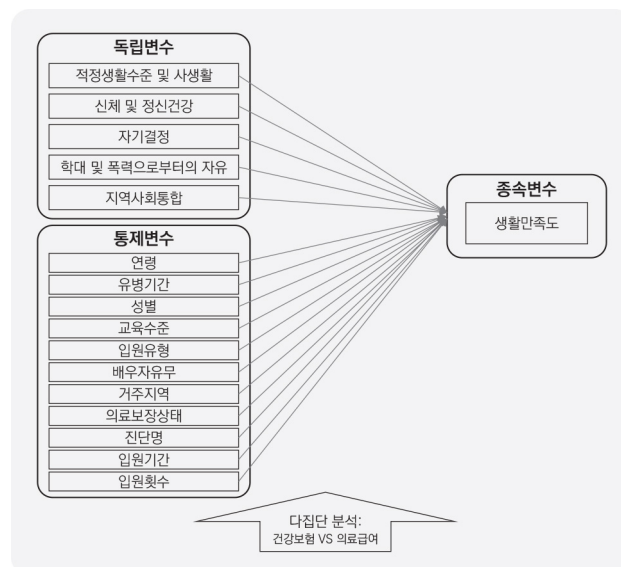 독립변수
적정생활수준 및 사생활
신체 및 정신건강
자기결정
학대 및 폭력으로부터의 자유
지역사회통합
통제변수
연령
유병기간
성별
교육수준
입원유형
배우자유무
거주지역
의료보장상태
진단명
입원기간
입원횟수
종속변수
생활만족도
다집단 분석:
건강보험 VS 의료급여